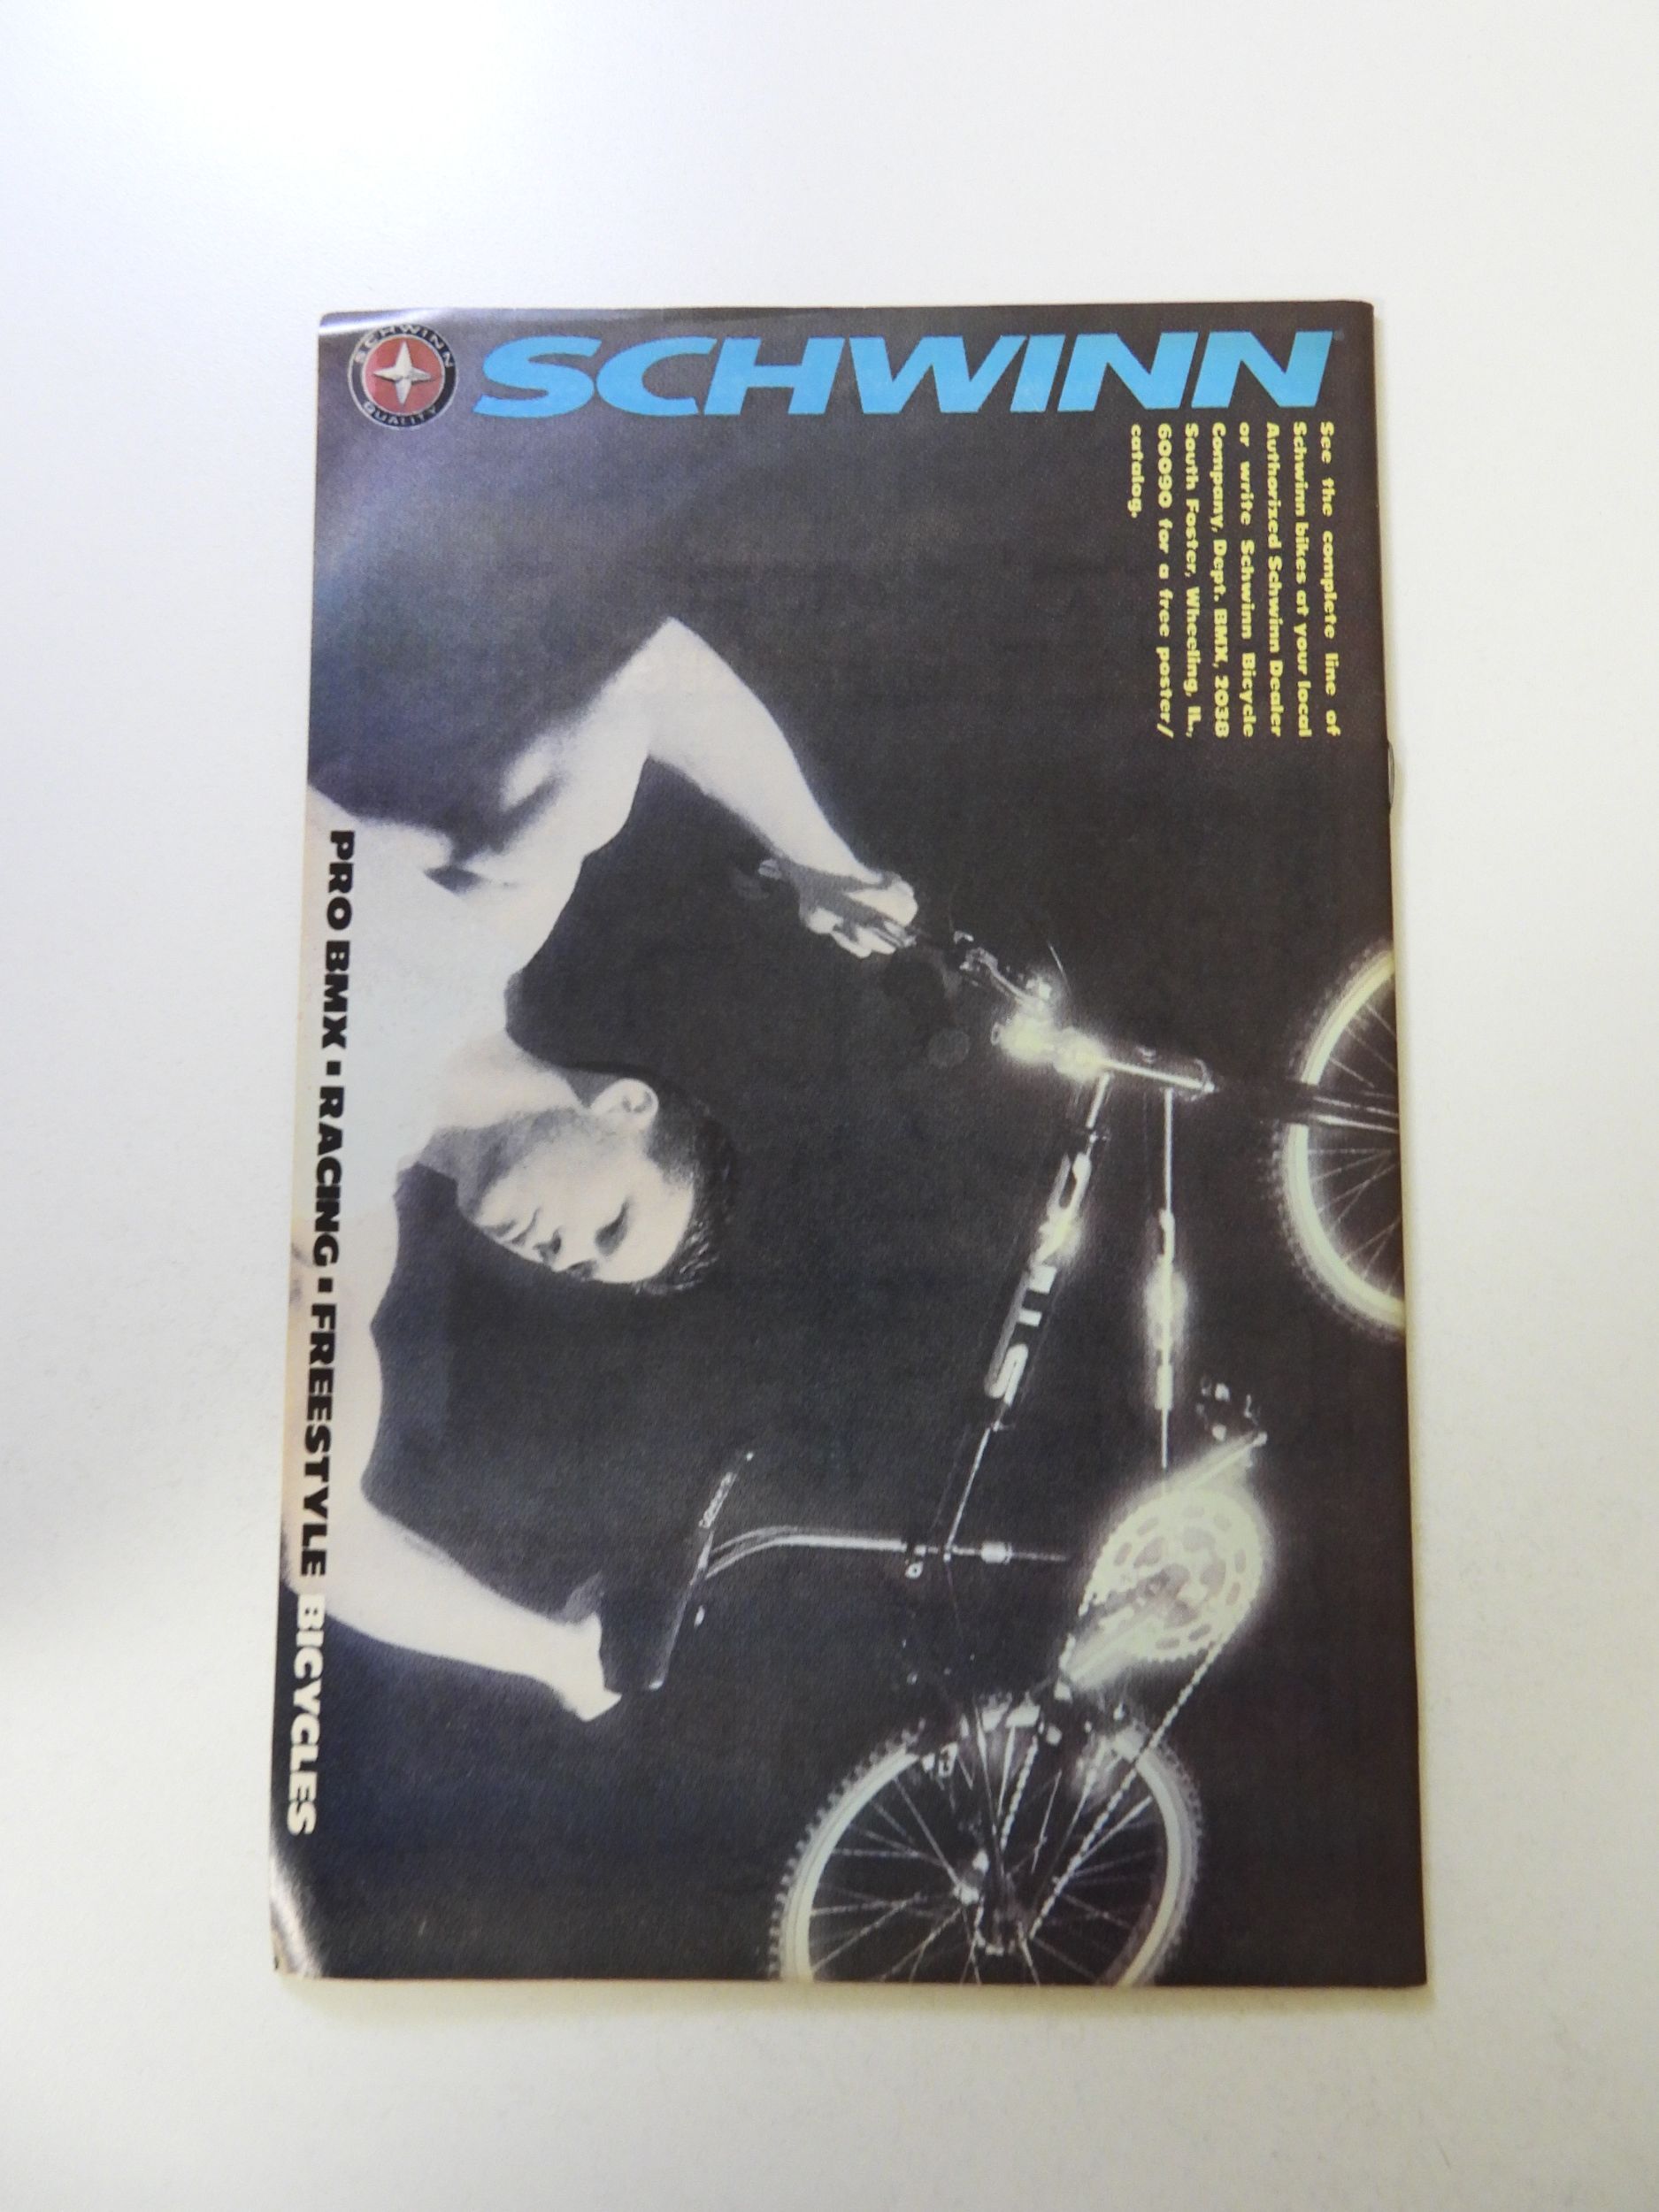 SCHWINN
SCHWINN
QUALITY
See the complete line of
Schwinn bikes at your local
Authorized Schwinn Dealer
or write Schwinn Bicycle
Company, Dept. BMX, 2038
South Foster, Wheeling, IL,
60090 for a free poster/
catalog.
STING
PRO BMX · RACING · FREESTYLE BICYCLES